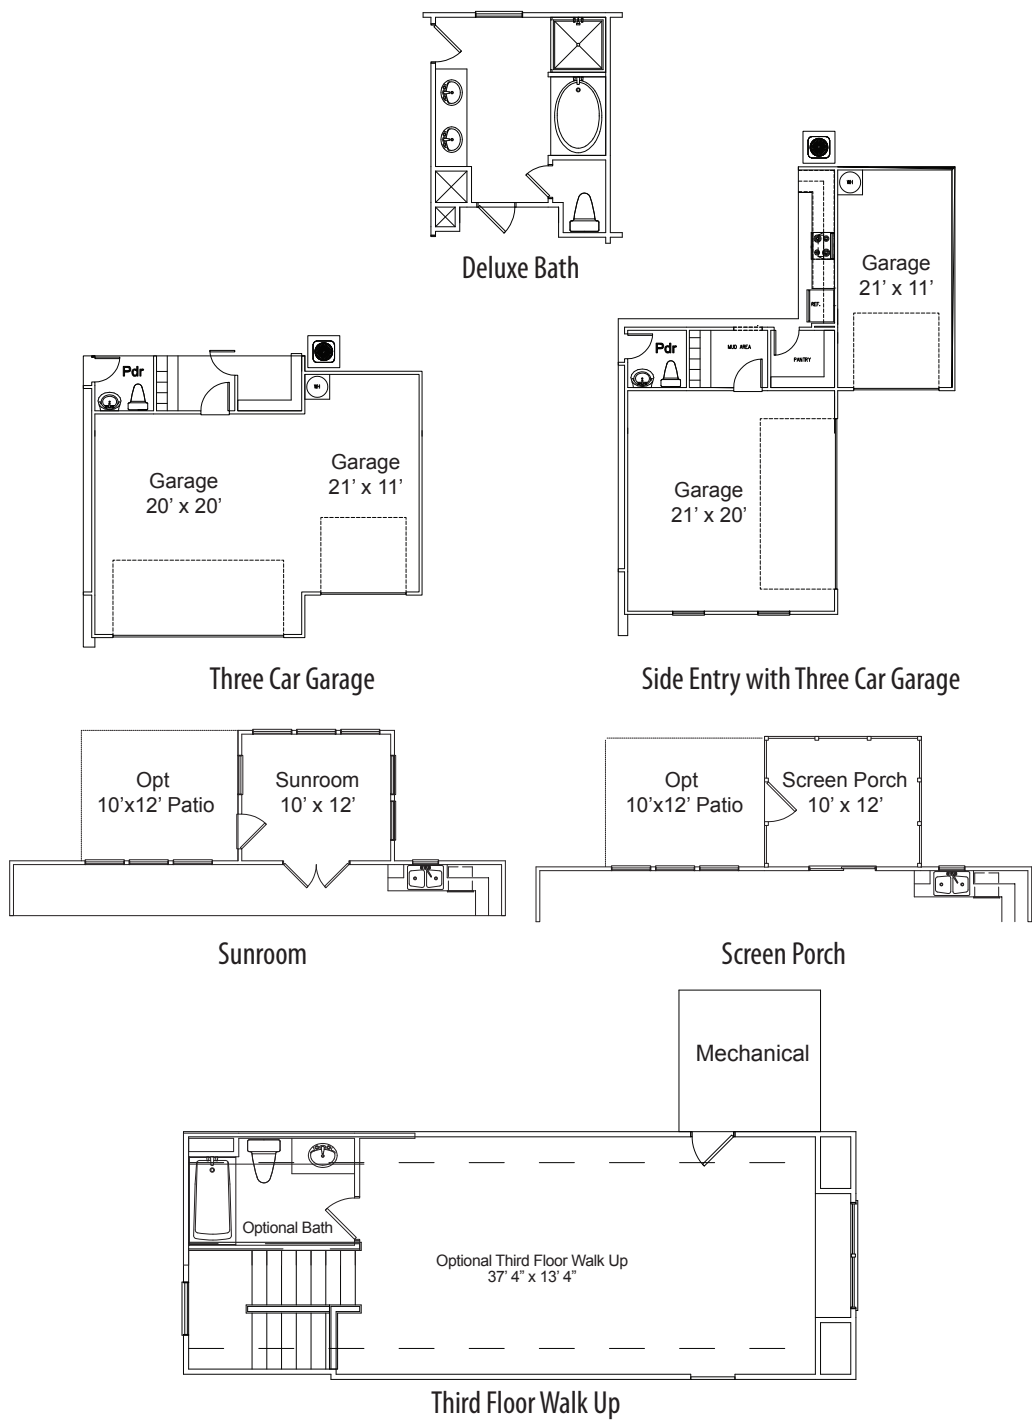 Deluxe Bath
WH
Garage
21’ x 11’
REF.
Pdr
MUD AREA
PANTRY
Garage
21’ x 20’
Side Entry with Three Car Garage
Pdr
WH
Garage
20’ x 20’
Garage
21’ x 11’
Three Car Garage
Opt
10’x12’ Patio
Sunroom
10’ x 12’
Sunroom
Opt
10’x12’ Patio
Screen Porch
10’ x 12’
Screen Porch
Mechanical
Optional Bath
Optional Third Floor Walk Up
37’ 4” x 13’ 4”
Third Floor Walk Up